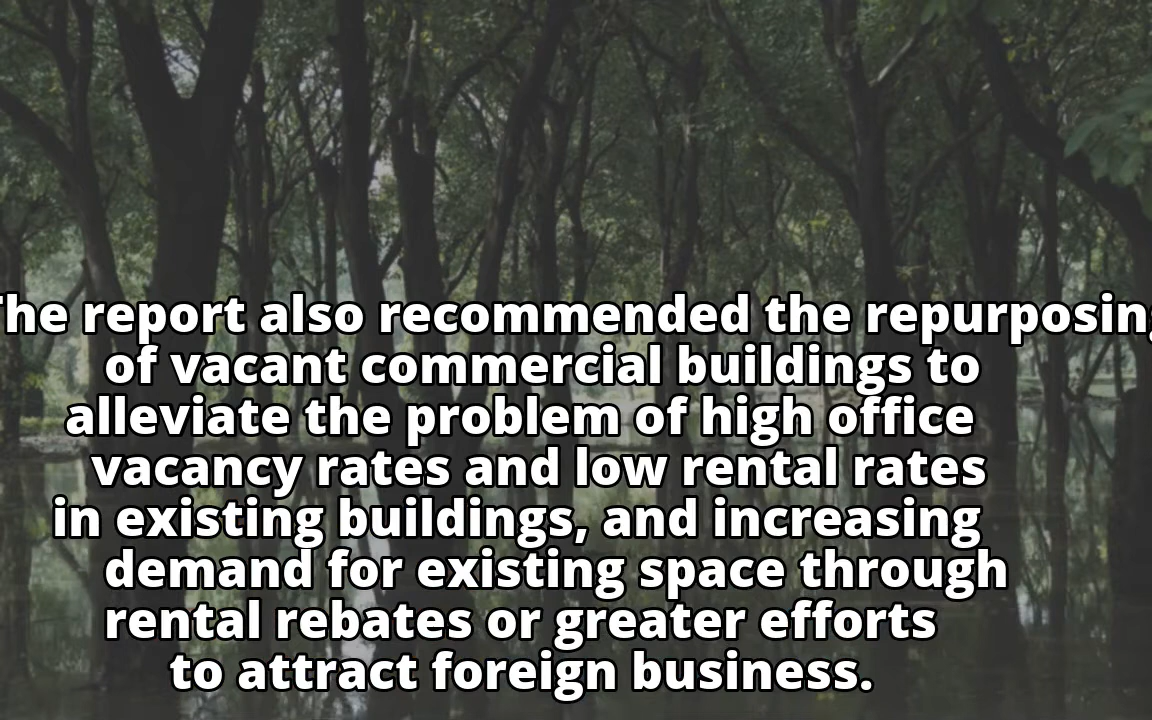 The report also recommended the repurposing
of vacant commercial buildings to
alleviate the problem of high office
vacancy rates and low rental rates
in existing buildings, and increasing
demand for existing space through
rental rebates or greater efforts
to attract foreign business.